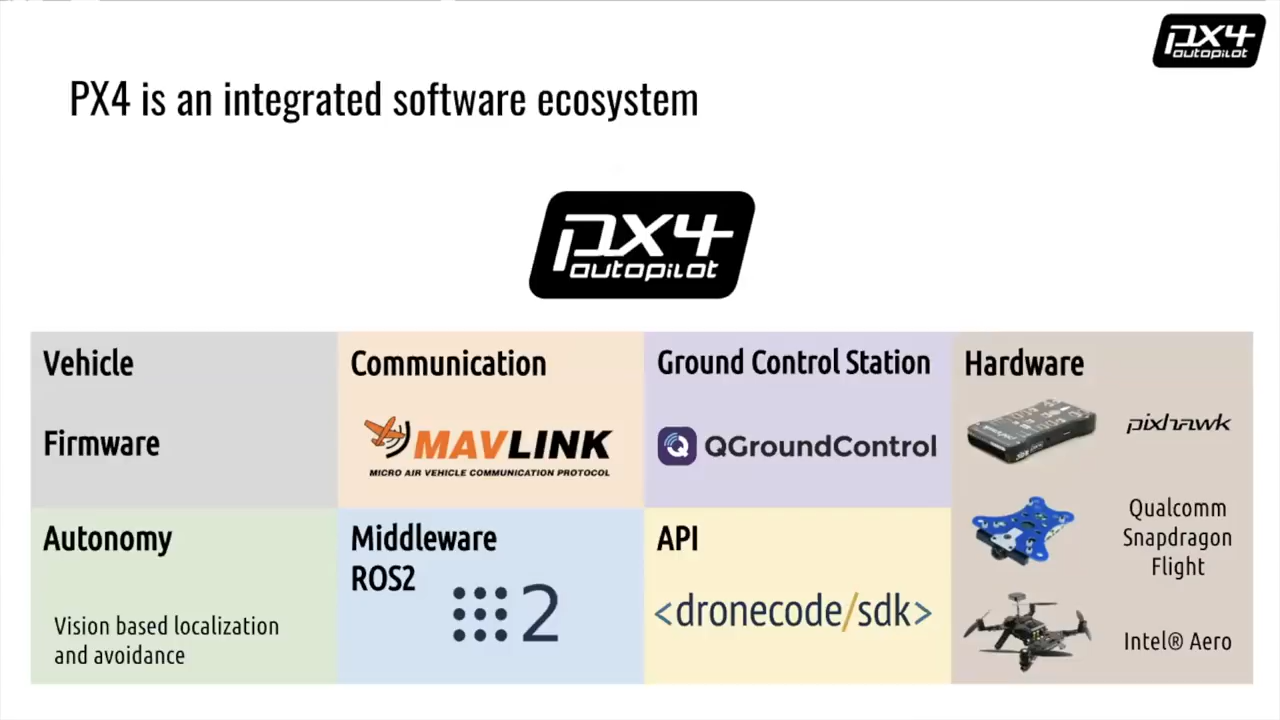 px4
autopilot
PX4 is an integrated software ecosystem
px4
autopilot
Vehicle
Firmware
Communication
MAVLINK
MICRO AIR VEHICLE COMMUNICATION PROTOCOL
Ground Control Station
QGroundControl
Hardware
pixhawk
Qualcomm
Snapdragon
Flight
Intel® Aero
Autonomy
Vision based localization
and avoidance
Middleware
ROS2
2
API
<dronecode/sdk>